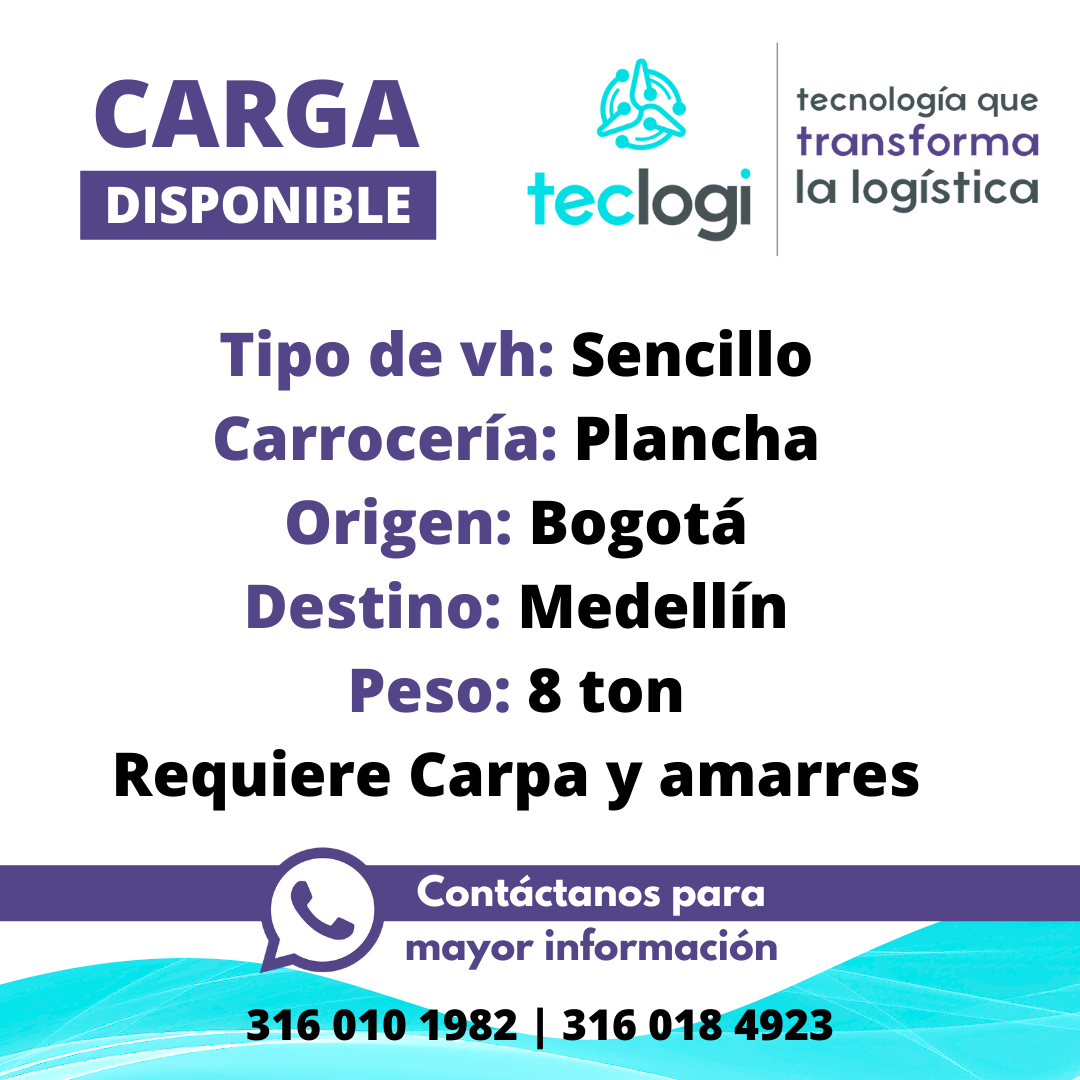 CARGA
DISPONIBLE
teclogi
tecnología que
transforma
la logística
Tipo de vh: Sencillo
Carrocería: Plancha
Origen: Bogotá
Destino: Medellín
Peso: 8 ton
Requiere Carpa y amarres
Contáctanos para
mayor información
316 010 1982 | 316 018 4923